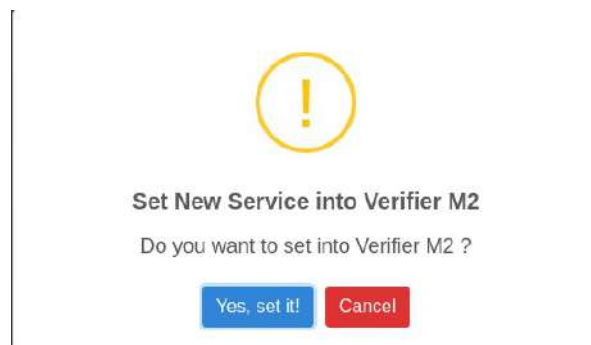 !
Set New Service into Verifier M2
Do you want to set into Verifier M2 ?
Yes, set it!
Cancel